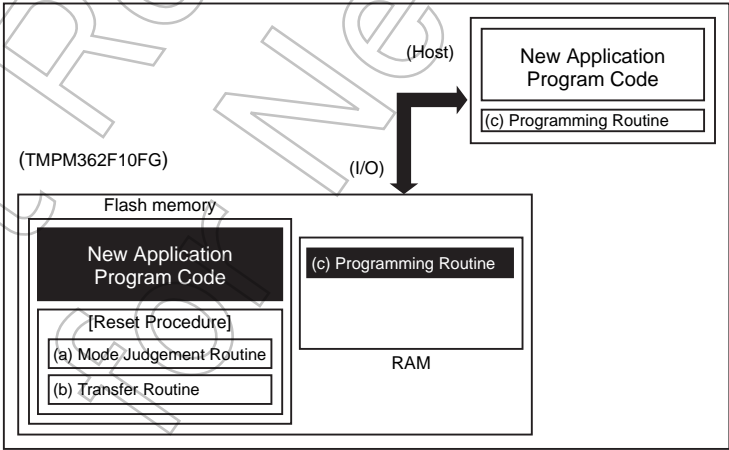 (Host)
New Application
Program Code
(c) Programming Routine
(TMPM362F10FG)
(I/O)
Flash memory
New Application
Program Code
(c) Programming Routine
[Reset Procedure]
(a) Mode Judgement Routine
(b) Transfer Routine
RAM